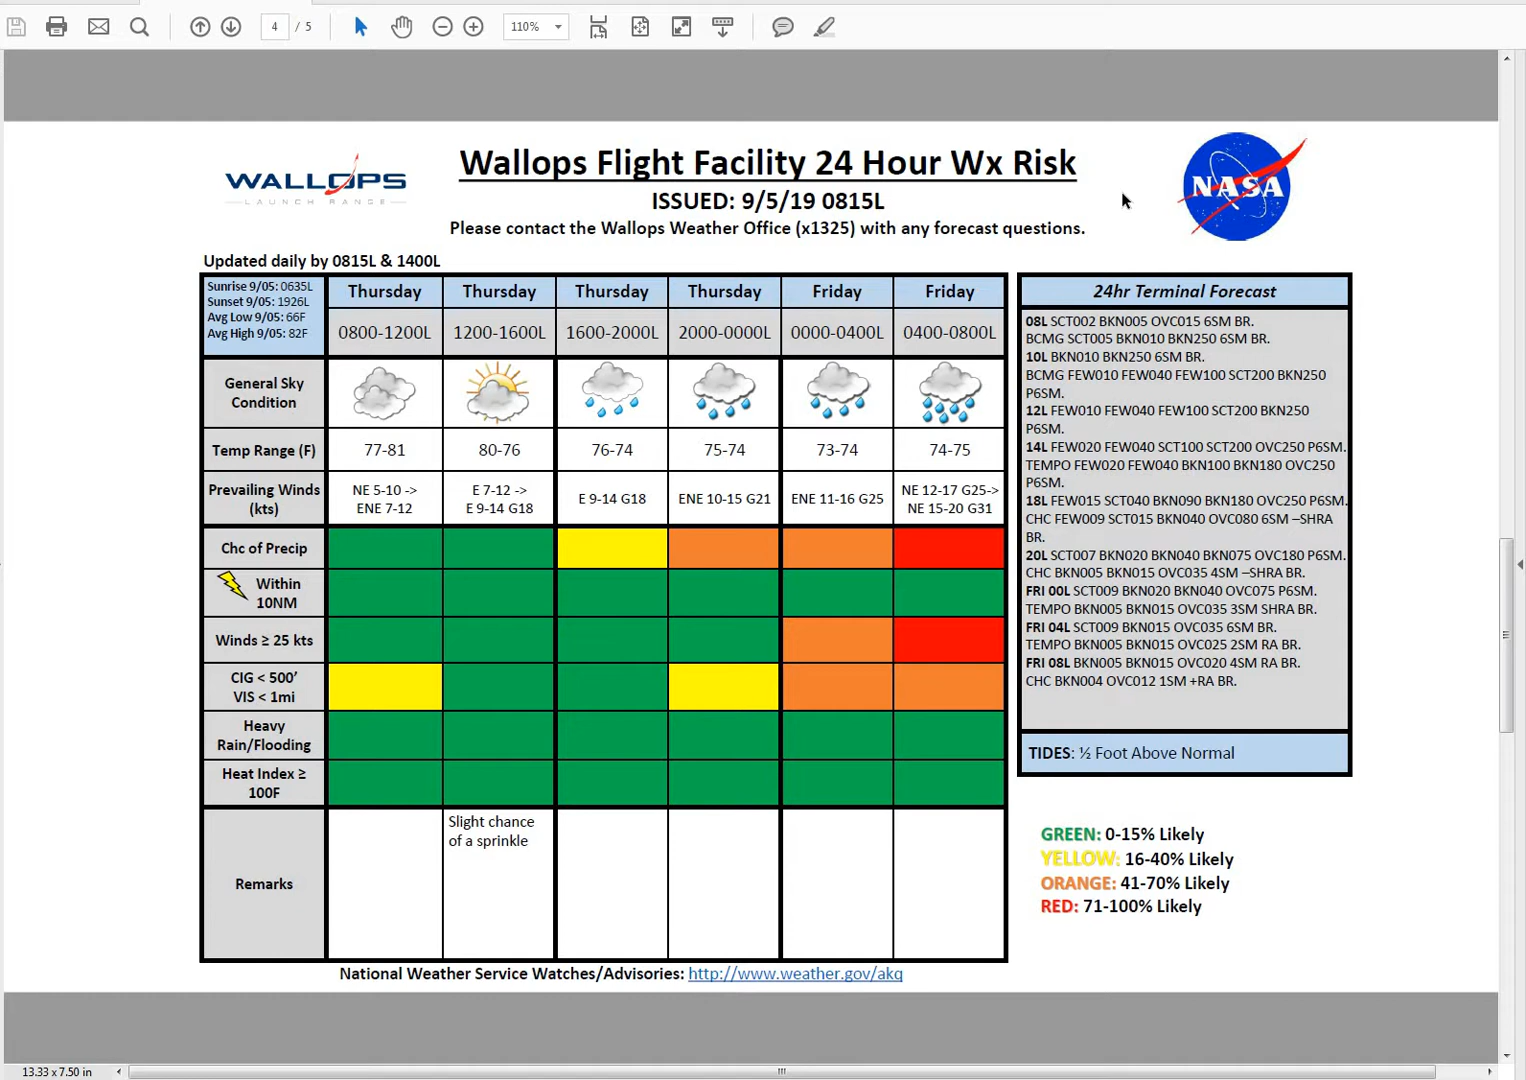 4 / 5
110%
WALLOPS
LAUNCH RANGE
Wallops Flight Facility 24 Hour Wx Risk
ISSUED: 9/5/19 0815L
Please contact the Wallops Weather Office (x1325) with any forecast questions.
NASA
Updated daily by 0815L & 1400L
Sunrise 9/05: 0635L
Sunset 9/05: 1926L
Avg Low 9/05: 66F
Avg High 9/05: 82F
Thursday Thursday Thursday Thursday Friday Friday
0800-1200L 1200-1600L 1600-2000L 2000-0000L 0000-0400L 0400-0800L
General Sky
Condition
Temp Range (F) 77-81 80-76 76-74 75-74 73-74 74-75
Prevailing Winds
(kts)
NE 5-10 ->
ENE 7-12
E 7-12 ->
E 9-14 G18
E 9-14 G18
ENE 10-15 G21
ENE 11-16 G25
NE 12-17 G25->
NE 15-20 G31
Chc of Precip
Within
10NM
Winds ≥ 25 kts
CIG < 500’
VIS < 1mi
Heavy
Rain/Flooding
Heat Index ≥
100F
Remarks
Slight chance
of a sprinkle
24hr Terminal Forecast
08L SCT002 BKN005 OVC015 6SM BR.
BCMG SCT005 BKN010 BKN250 6SM BR.
10L BKN010 BKN250 6SM BR.
BCMG FEW010 FEW040 FEW100 SCT200 BKN250
P6SM.
12L FEW010 FEW040 FEW100 SCT200 BKN250
P6SM.
14L FEW020 FEW040 SCT100 SCT200 OVC250 P6SM.
TEMPO FEW020 FEW040 BKN100 BKN180 OVC250
P6SM.
18L FEW015 SCT040 BKN090 BKN180 OVC250 P6SM.
CHC FEW009 SCT015 BKN040 OVC080 6SM –SHRA
BR.
20L SCT007 BKN020 BKN040 BKN075 OVC180 P6SM.
CHC BKN005 BKN015 OVC035 4SM –SHRA BR.
FRI 00L SCT009 BKN020 BKN040 OVC075 P6SM.
TEMPO BKN005 BKN015 OVC035 3SM SHRA BR.
FRI 04L SCT009 BKN015 OVC035 6SM BR.
TEMPO BKN005 BKN015 OVC025 2SM RA BR.
FRI 08L BKN005 BKN015 OVC020 4SM RA BR.
CHC BKN004 OVC012 1SM +RA BR.
TIDES: ½ Foot Above Normal
GREEN: 0-15% Likely
YELLOW: 16-40% Likely
ORANGE: 41-70% Likely
RED: 71-100% Likely
National Weather Service Watches/Advisories: http://www.weather.gov/akq
13.33 x 7.50 in